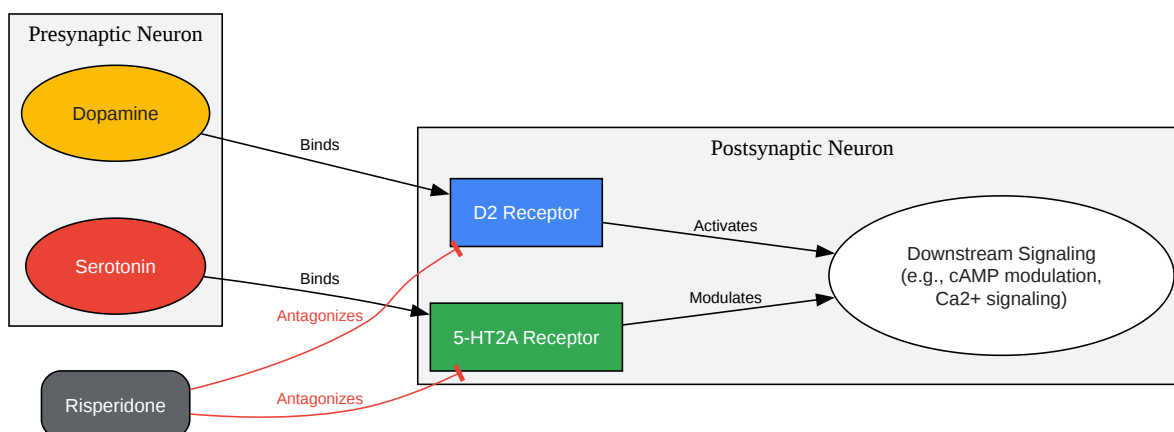 Presynaptic Neuron
Dopamine
Binds
Postsynaptic Neuron
D2 Receptor
Activates
Serotonin
Binds
Downstream Signaling
(e.g., cAMP modulation,
Ca2+ signaling)
Modulates
Antagonizes
5-HT2A Receptor
Antagonizes
Risperidone